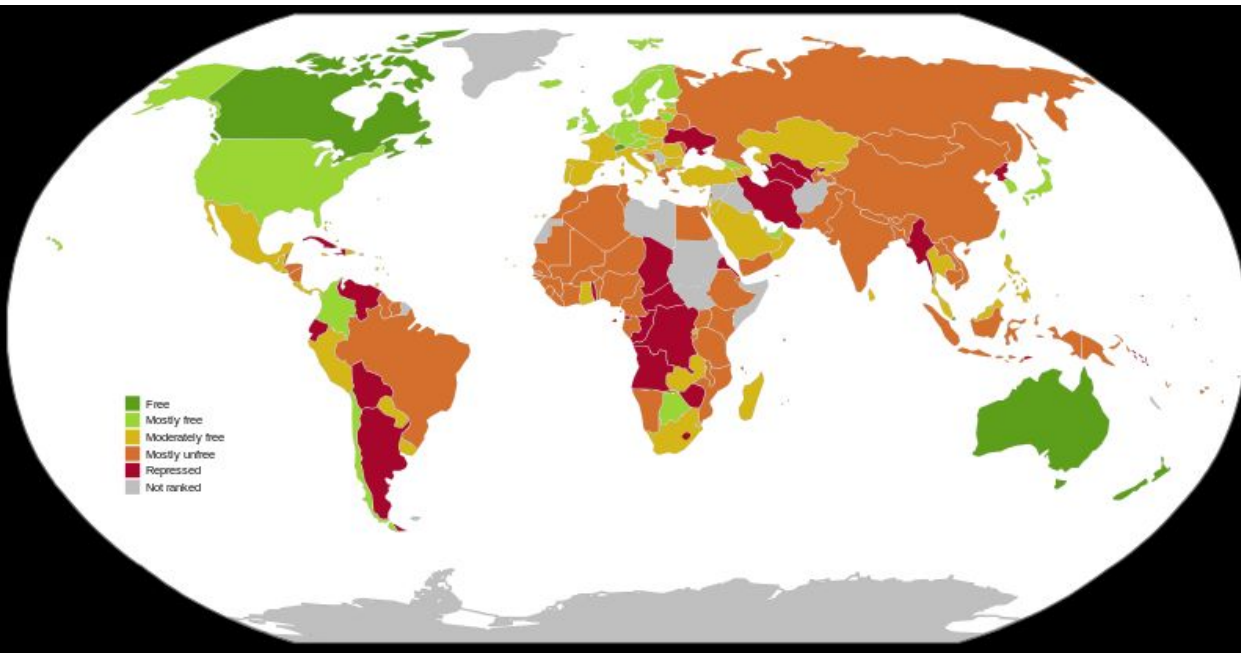 Free
Mostly free
Moderately free
Mostly unfree
Repressed
Not ranked